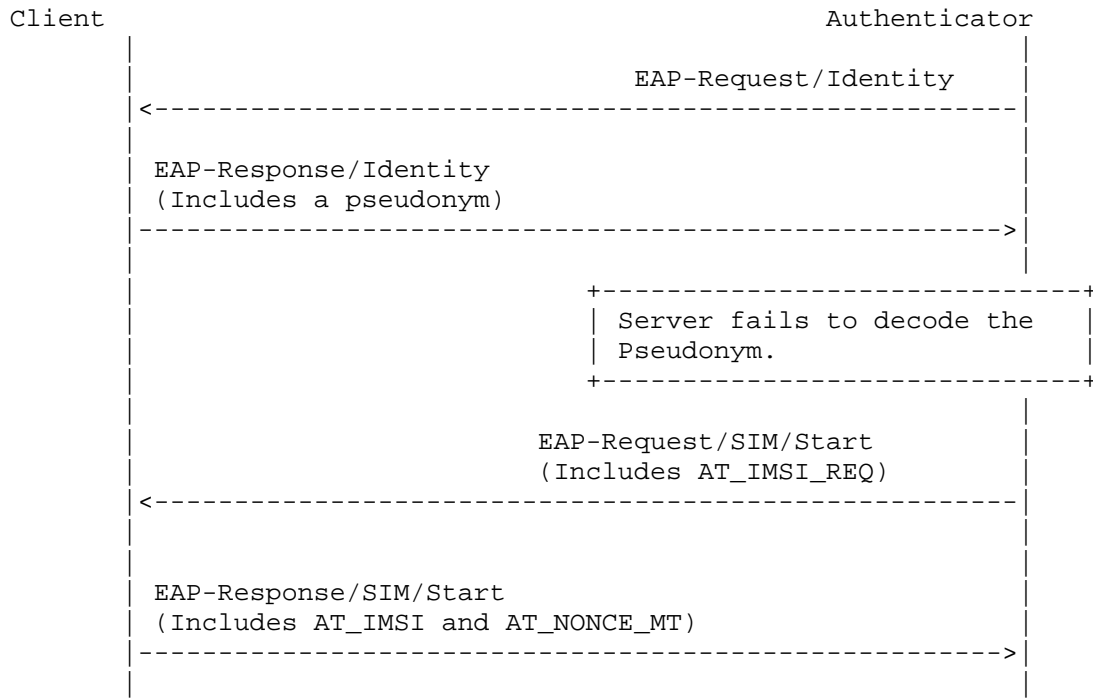 Client Authenticator
EAP-Request/Identity
EAP-Response/Identity
(Includes a pseudonym)
Server fails to decode the
Pseudonym.
EAP-Request/SIM/Start
(Includes AT_IMSI_REQ)
EAP-Response/SIM/Start
(Includes AT_IMSI and AT_NONCE_MT)